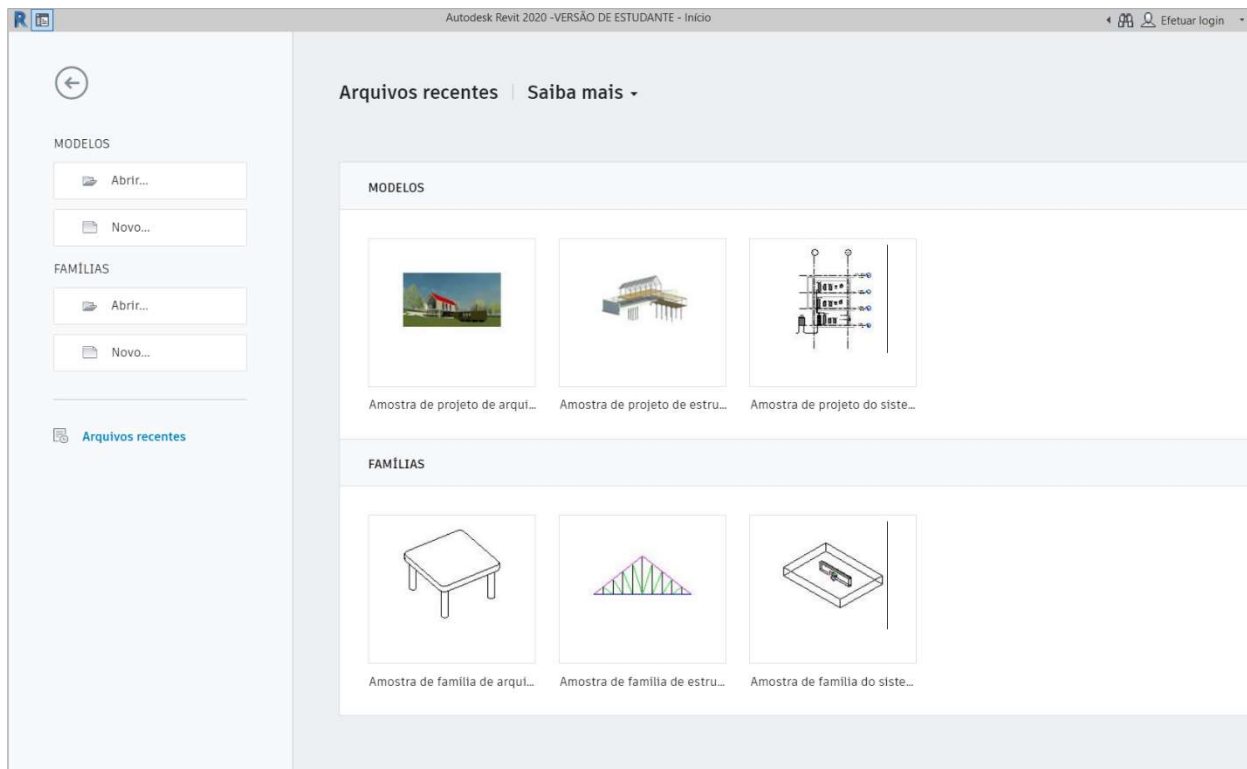 Autodesk Revit 2020 -VERSÃO DE ESTUDANTE - Início
Efetuar login
MODELOS
Abrir...
Novo...
FAMÍLIAS
Abrir...
Novo...
Arquivos recentes
Arquivos recentes | Saiba mais
MODELOS
Amostra de projeto de arqui... Amostra de projeto de estru... Amostra de projeto do siste...
FAMÍLIAS
Amostra de família de arqui... Amostra de família de estru... Amostra de família do siste...